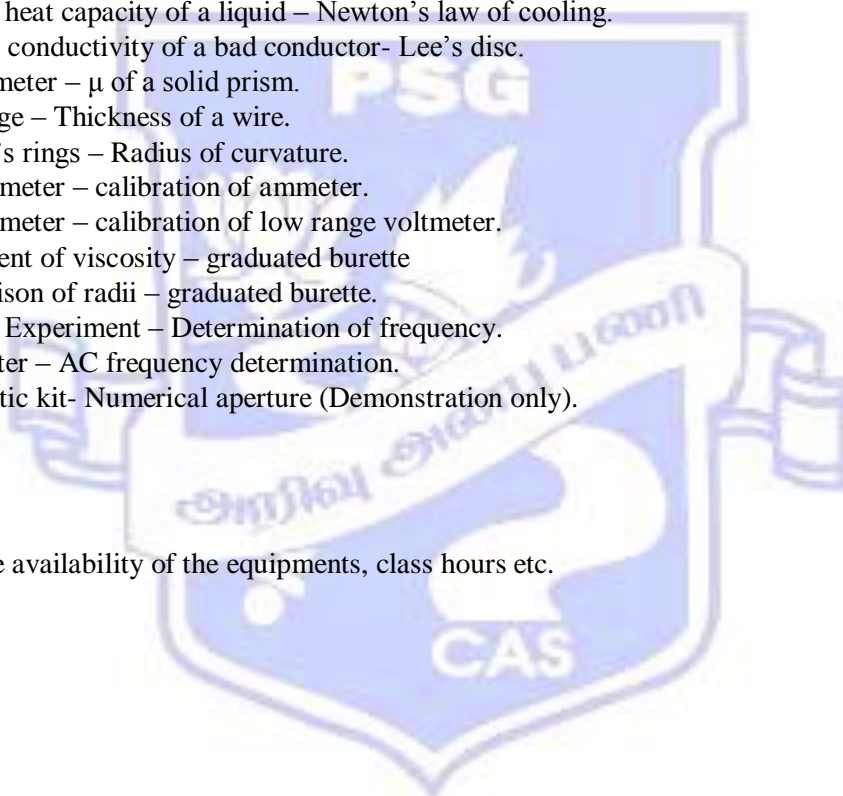 heat capacity of a liquid – Newton’s law of cooling.
conductivity of a bad conductor- Lee’s disc.
meter – μ of a solid prism.
ge – Thickness of a wire.
’s rings – Radius of curvature.
meter – calibration of ammeter.
meter – calibration of low range voltmeter.
ent of viscosity – graduated burette
ison of radii – graduated burette.
Experiment – Determination of frequency.
ter – AC frequency determination.
tic kit- Numerical aperture (Demonstration only).
e availability of the equipments, class hours etc.
PSG
அறிவு அன்பு பணி
CAS